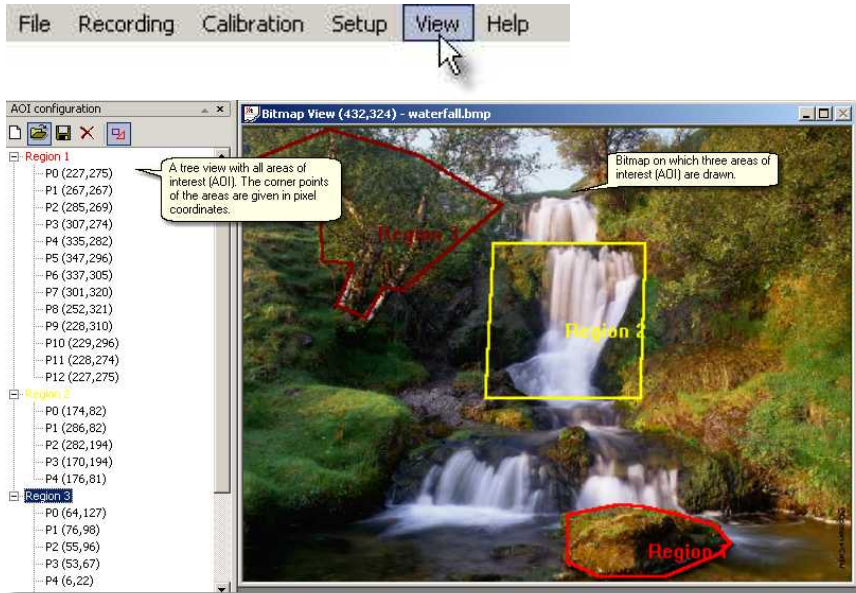 File Recording Calibration Setup View Help
AOI configuration
Region 1
P0 (227,275)
P1 (267,267)
P2 (285,269)
P3 (307,274)
P4 (335,282)
P5 (347,296)
P6 (337,305)
P7 (301,320)
P8 (252,321)
P9 (228,310)
P10 (229,296)
P11 (228,274)
P12 (227,275)
Region 2
P0 (174,82)
P1 (286,82)
P2 (282,194)
P3 (170,194)
P4 (176,81)
Region 3
P0 (64,127)
P1 (76,98)
P2 (55,96)
P3 (53,67)
P4 (6,22)
A tree view with all areas of
interest (AOI). The corner points
of the areas are given in pixel
coordinates.
Bitmap View (432,324) - waterfall.bmp
Bitmap on which three areas of
interest (AOI) are drawn.
Region 3
Region 2
Region 1